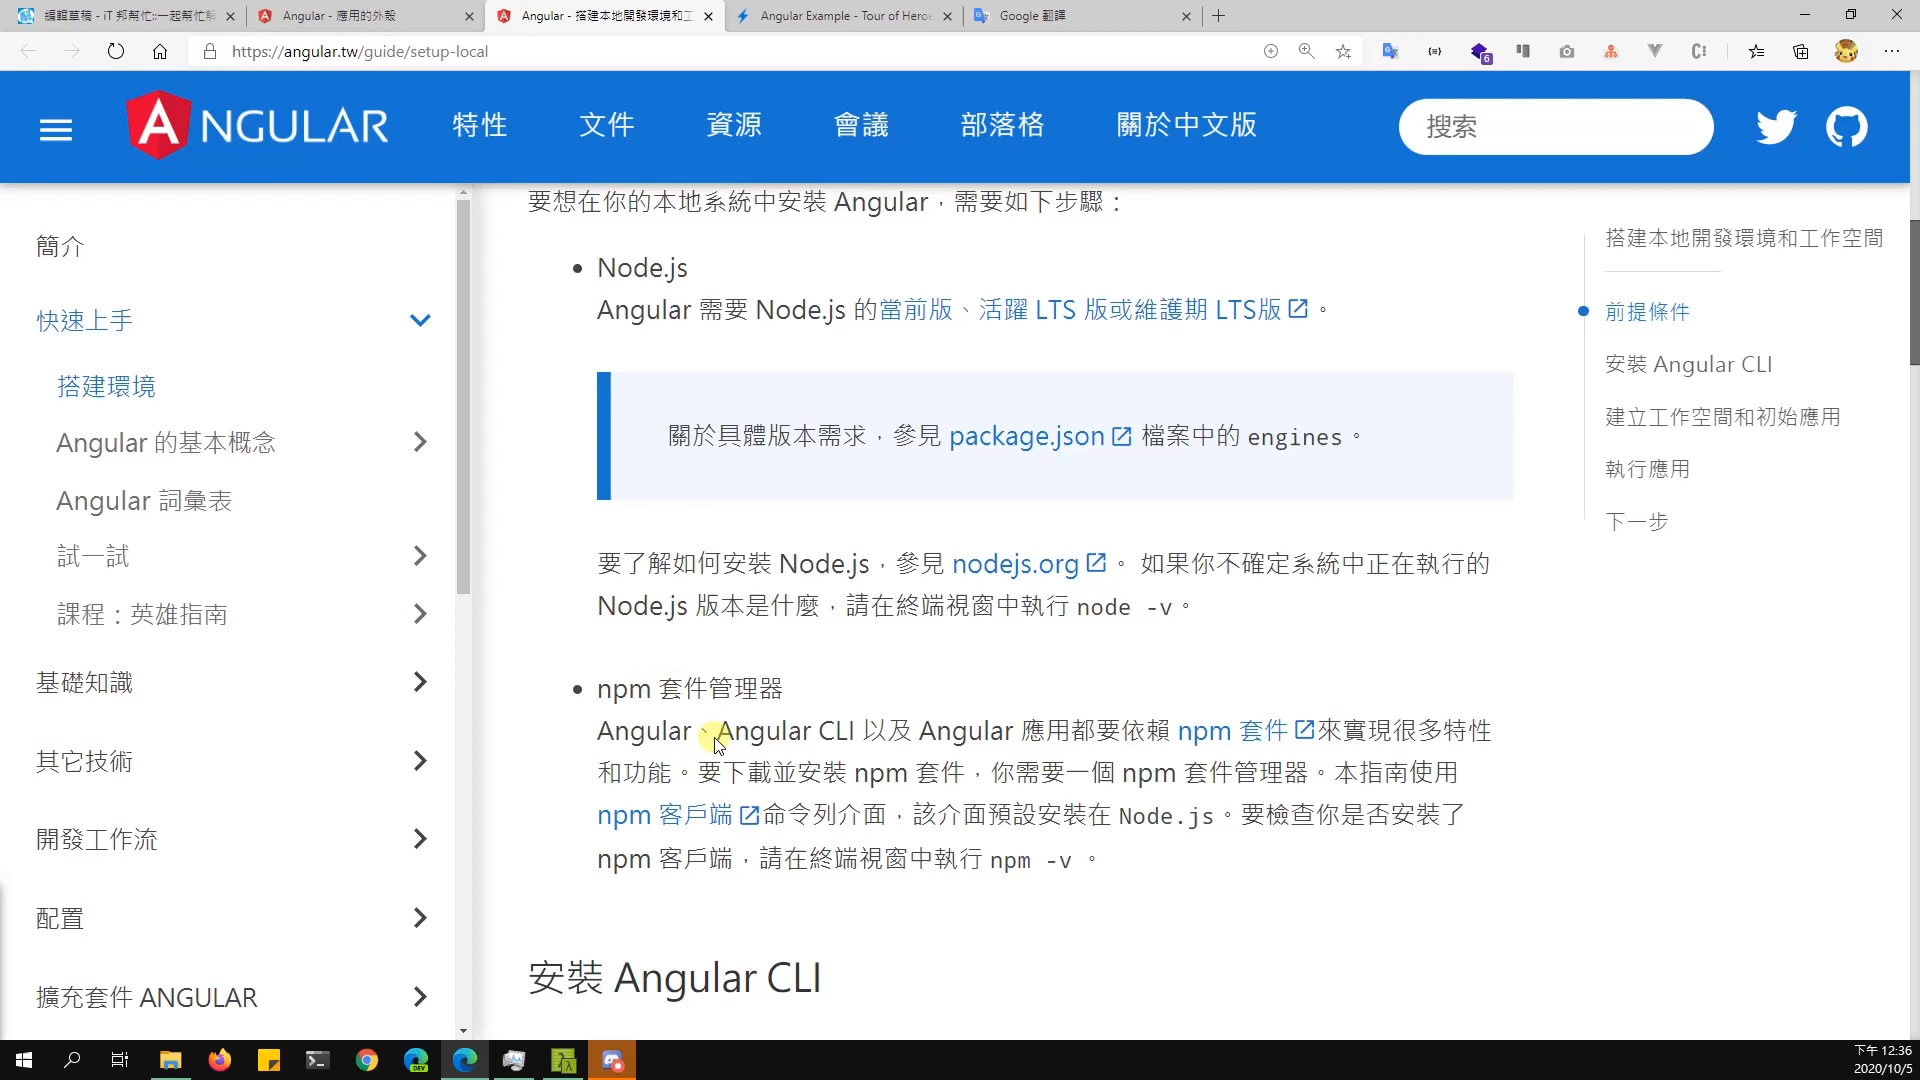 編輯草稿 - iT 邦幫忙::一起幫忙解
Angular - 應用的外殼
Angular - 搭建本地開發環境和工
Angular Example - Tour of Heroe
Google 翻譯
https://angular.tw/guide/setup-local
6
ANGULAR
特性
文件
資源
會議
部落格
關於中文版
搜索
簡介
快速上手
搭建環境
Angular 的基本概念
Angular 詞彙表
試一試
課程：英雄指南
基礎知識
其它技術
開發工作流
配置
擴充套件 ANGULAR
要想在你的本地系統中安裝 Angular，需要如下步驟：
Node.js
Angular 需要 Node.js 的當前版、活躍 LTS 版或維護期 LTS版。
關於具體版本需求，參見 package.json 檔案中的 engines。
要了解如何安裝 Node.js，參見 nodejs.org。 如果你不確定系統中正在執行的
Node.js 版本是什麼，請在終端視窗中執行 node -v。
npm 套件管理器
Angular、Angular CLI 以及 Angular 應用都要依賴 npm 套件來實現很多特性
和功能。要下載並安裝 npm 套件，你需要一個 npm 套件管理器。本指南使用
npm 客戶端命令列介面，該介面預設安裝在 Node.js。要檢查你是否安裝了
npm 客戶端，請在終端視窗中執行 npm -v 。
安裝 Angular CLI
搭建本地開發環境和工作空間
前提條件
安裝 Angular CLI
建立工作空間和初始應用
執行應用
下一步
DEV
下午 12:36
2020/10/5